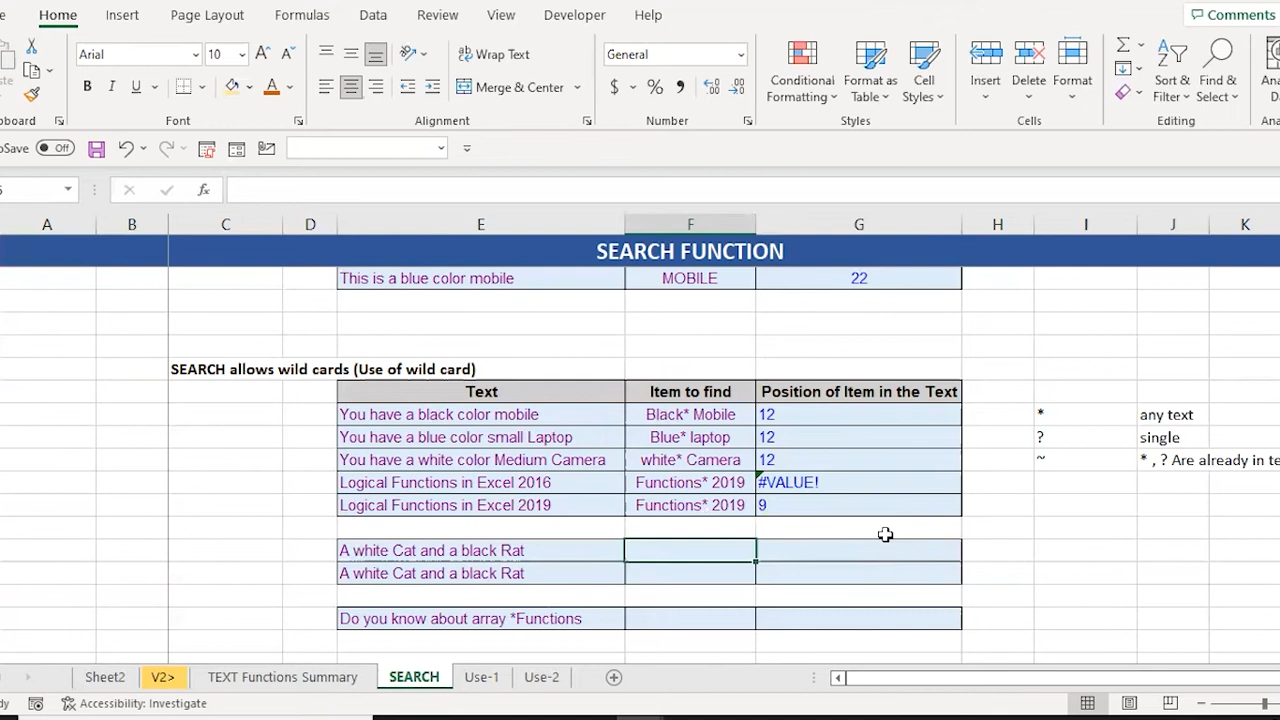 Home Insert Page Layout Formulas Data Review View Developer Help Comments
Arial 10 Wrap Text General Conditional Formatting Format as Table Cell Styles Insert Delete Format Sort & Filter Find & Select
B I U Merge & Center $ %
Font Alignment Number Styles Cells Editing
Off
fx
A B C D E F G H I J K
SEARCH FUNCTION
This is a blue color mobile MOBILE 22
SEARCH allows wild cards (Use of wild card)
Text Item to find Position of Item in the Text
You have a black color mobile Black* Mobile 12 * any text
You have a blue color small Laptop Blue* laptop 12 ? single
You have a white color Medium Camera white* Camera 12 ~ * , ? Are already in
Logical Functions in Excel 2016 Functions* 2019 #VALUE!
Logical Functions in Excel 2019 Functions* 2019 9
A white Cat and a black Rat
A white Cat and a black Rat
Do you know about array *Functions
Sheet2 V2> TEXT Functions Summary SEARCH Use-1 Use-2
Accessibility: Investigate